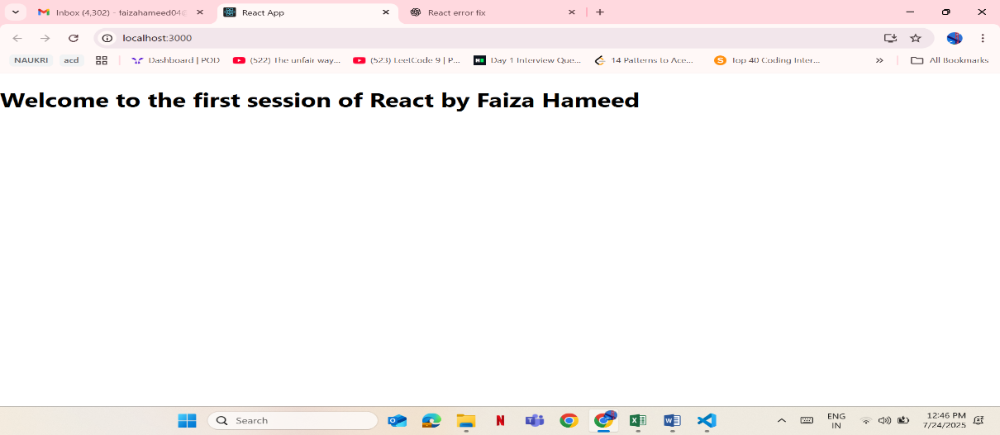 Inbox (4,302) - faizahameed04@
React App
React error fix
localhost:3000
NAUKRI
acd
Dashboard | POD
(522) The unfair way...
(523) LeetCode 9 | P...
Day 1 Interview Que...
14 Patterns to Ace...
Top 40 Coding Inter...
All Bookmarks
Welcome to the first session of React by Faiza Hameed
Search
ENG
IN
12:46 PM
7/24/2025